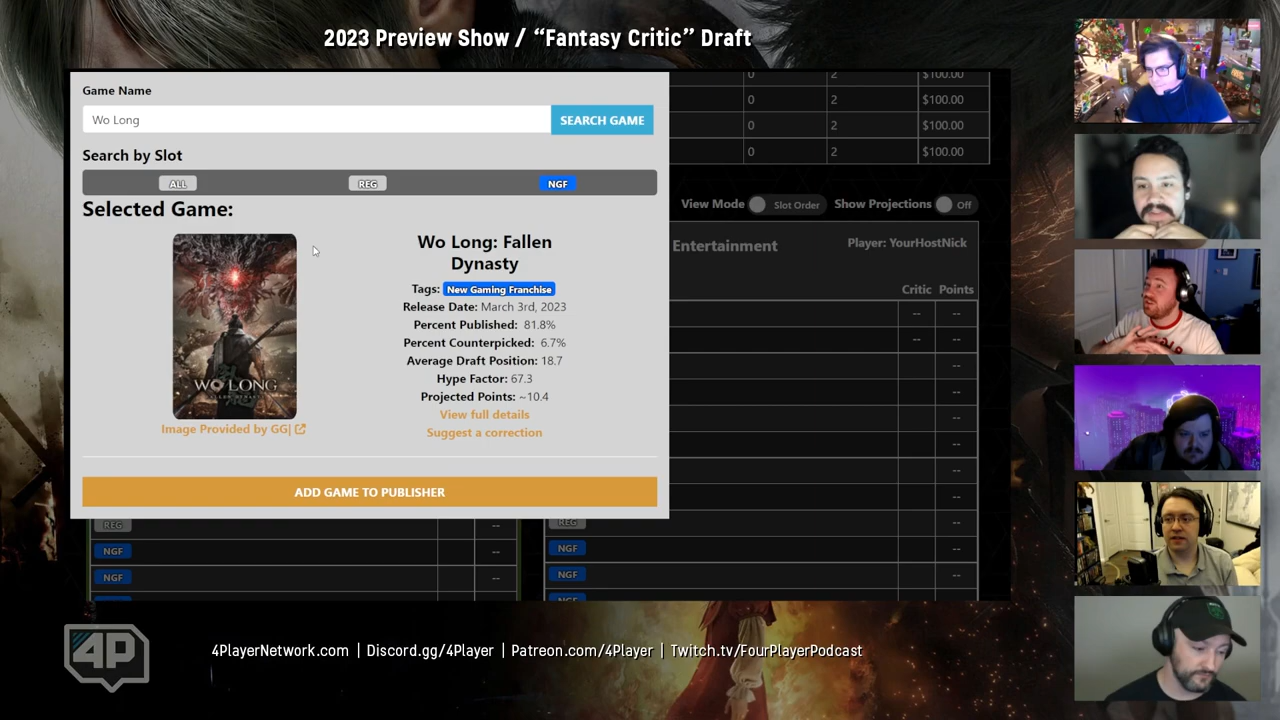 2023 Preview Show / “Fantasy Critic” Draft
Game Name
Wo Long
SEARCH GAME
Search by Slot
ALL
REG
NGF
Selected Game:
WO LONG
FALLEN DYNASTY
Image Provided by GG|
Wo Long: Fallen
Dynasty
Tags: New Gaming Franchise
Release Date: March 3rd, 2023
Percent Published: 81.8%
Percent Counterpicked: 6.7%
Average Draft Position: 18.7
Hype Factor: 67.3
Projected Points: ~10.4
View full details
Suggest a correction
ADD GAME TO PUBLISHER
0 2 $100.00
0 2 $100.00
0 2 $100.00
0 2 $100.00
View Mode Slot Order Show Projections Off
Entertainment Player: YourHostNick
Critic Points
-- --
-- --
--
--
--
--
--
--
REG -- REG --
NGF -- NGF --
NGF -- NGF --
NGF --
4P
4PlayerNetwork.com | Discord.gg/4Player | Patreon.com/4Player | Twitch.tv/FourPlayerPodcast